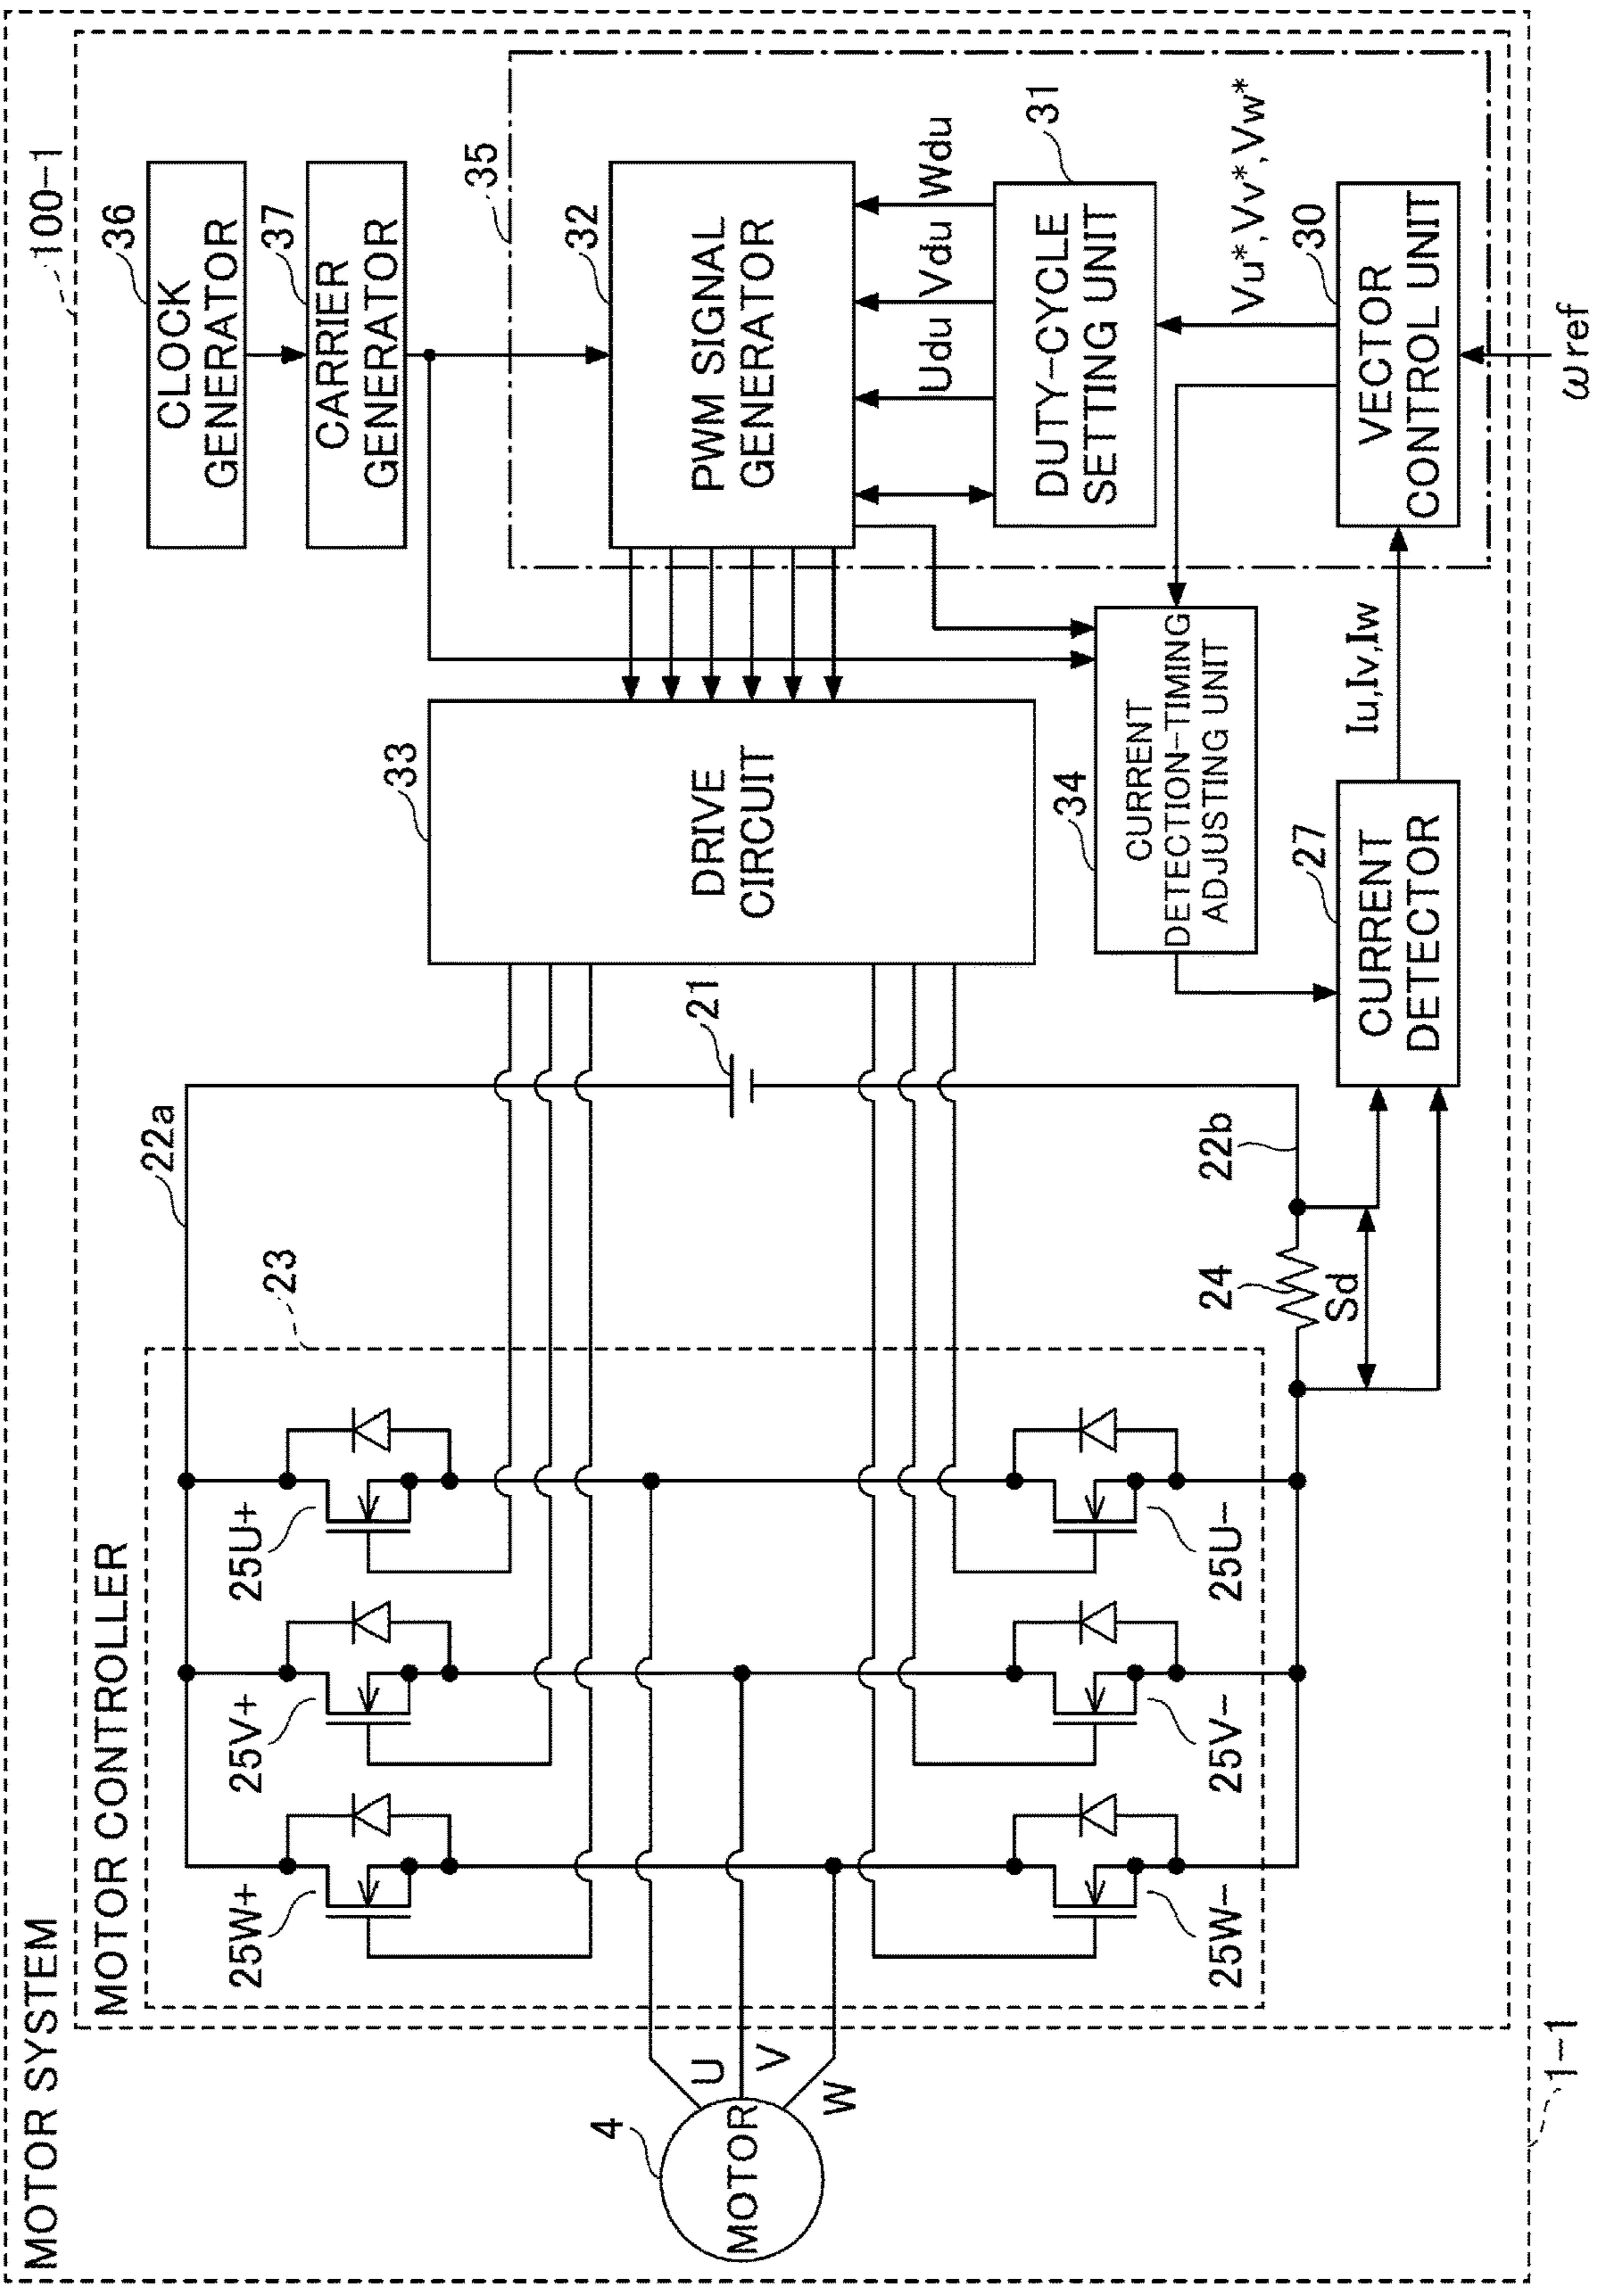 MOTOR SYSTEM
MOTOR CONTROLLER
100-1
22a
23
25W+
25V+
25U+
33
DRIVE
CIRCUIT
36
CLOCK
GENERATOR
37
CARRIER
GENERATOR
35
32
PWM SIGNAL
GENERATOR
Udu
Vdu
Wdu
31
DUTY-CYCLE
SETTING UNIT
Vu*,Vv*,Vw*
30
VECTOR
CONTROL UNIT
ωref
21
4
MOTOR
U
V
W
34
CURRENT
DETECTION-TIMING
ADJUSTING UNIT
25W-
25V-
25U-
24
Sd
22b
27
CURRENT
DETECTOR
Iu,Iv,Iw
1-1